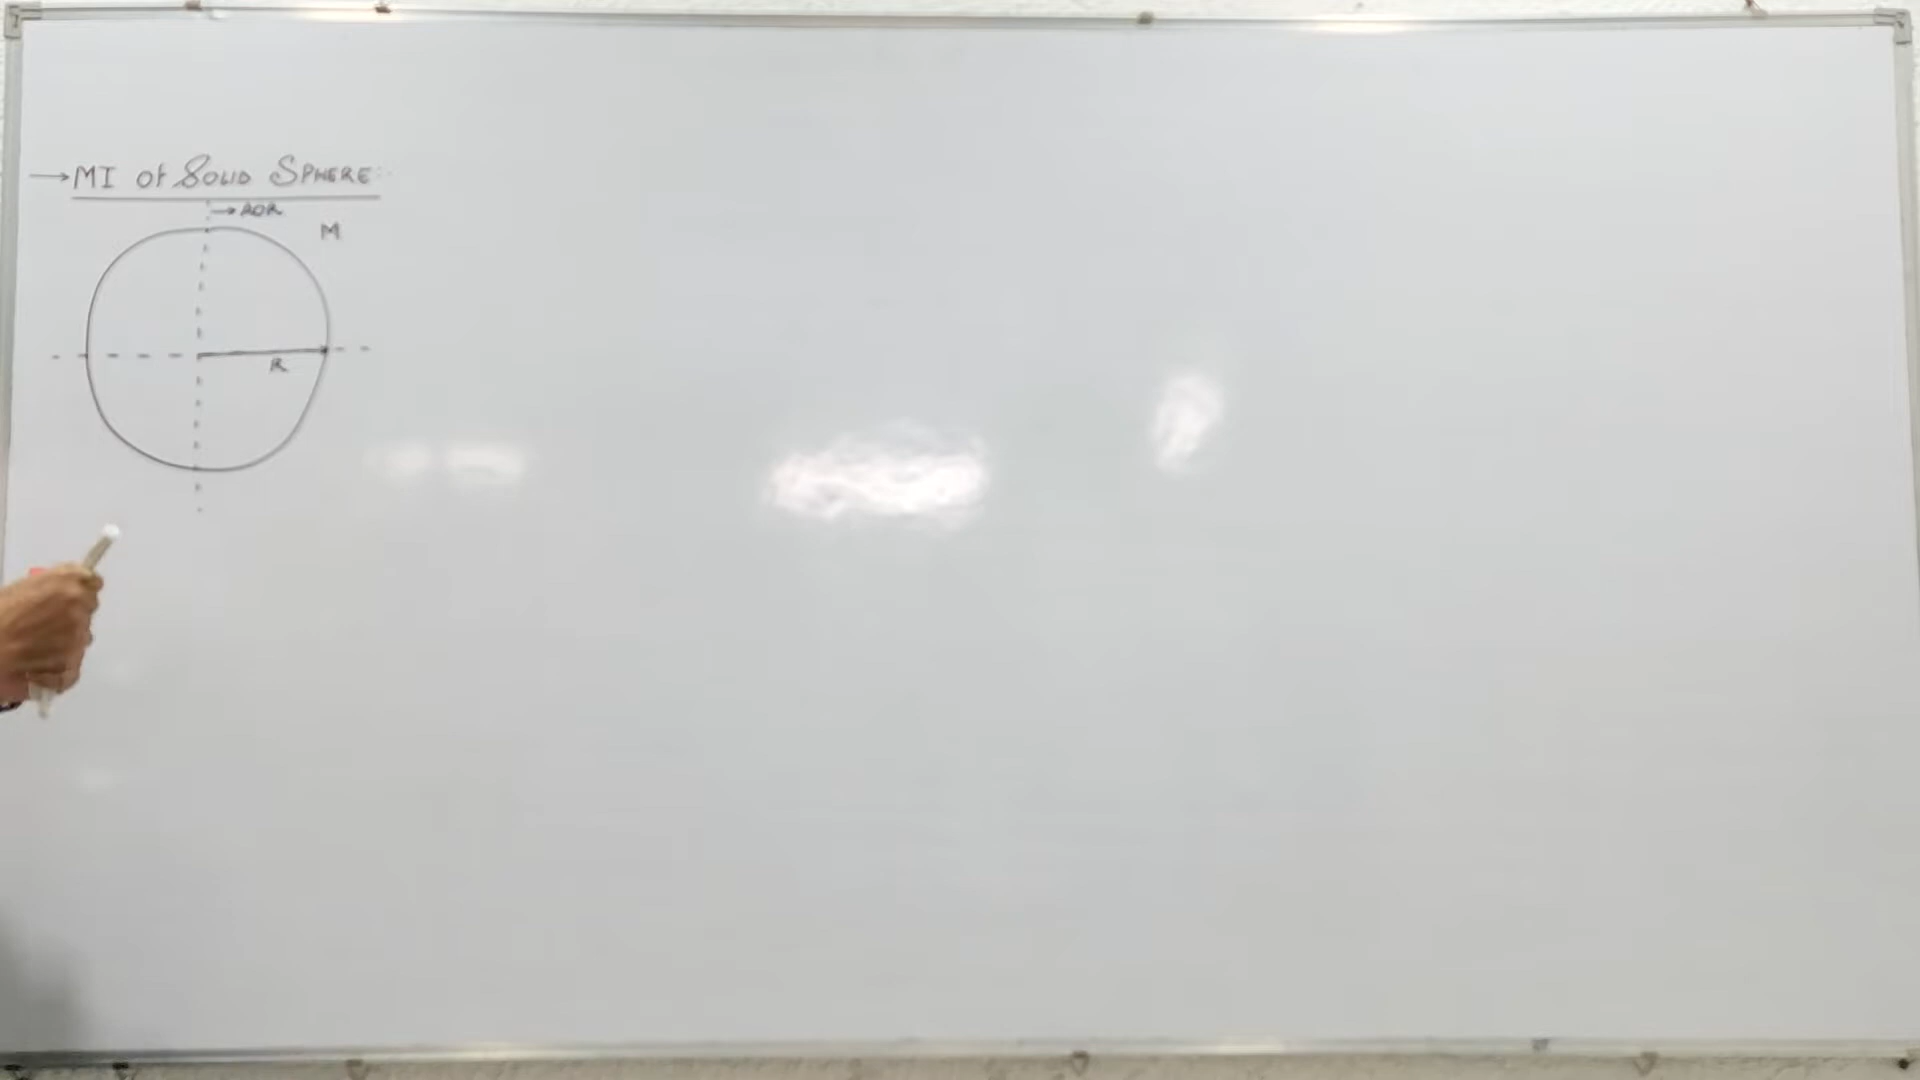 → MI of SOLID SPHERE:-
→ AOR
M
R